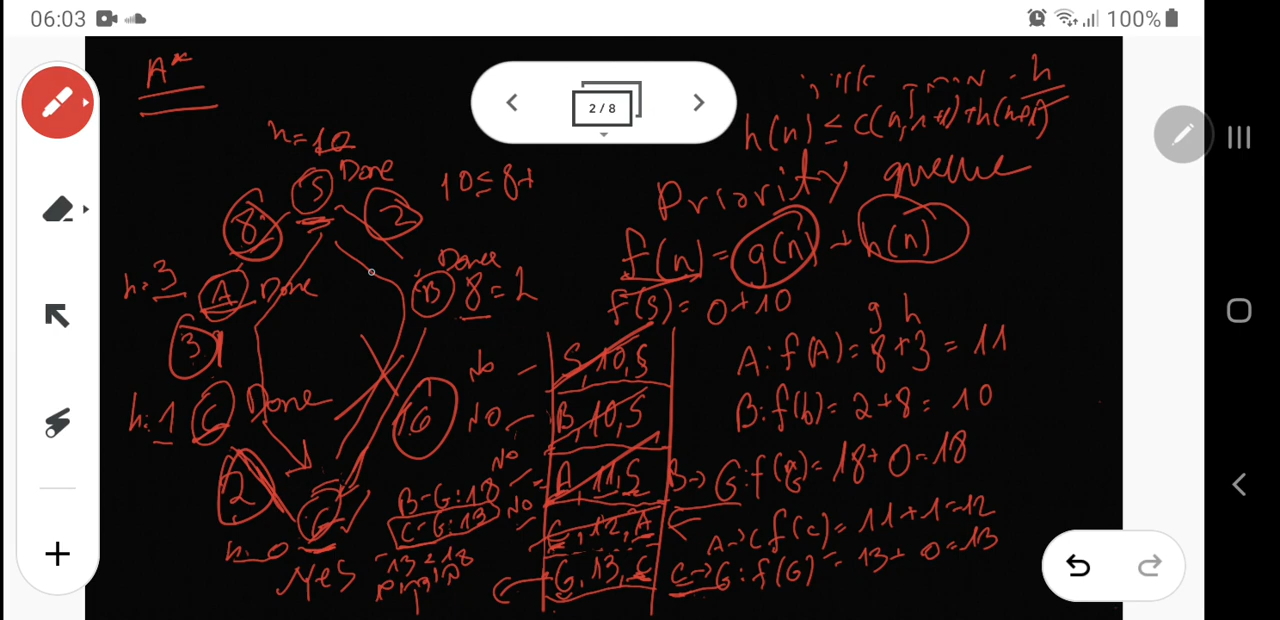 06:03
100%
A*
2 / 8
h
h(n) ≤ c(n, n+1) + h(n+1)
h=10
S Done
10≤8+
Priority queue
8
2
f(n) = g(n) + h(n)
Done
h: 3 A Done
B 8=h
f(S) = 0+10
g h
3
No - S,10,S
A: f(A) = 8+3 = 11
h: 1 C Done
16
NO - B,10,S
B: f(b) = 2+8 = 10
No - A,11,S
B→ G: f(g) = 18+0=18
2
G
B-G: 18
C-G: 13
NO - C,12,A
A→C f(C) = 11+1=12
h=0
13<18
G,13,C
C→G: f(G) = 13+0=13
Yes